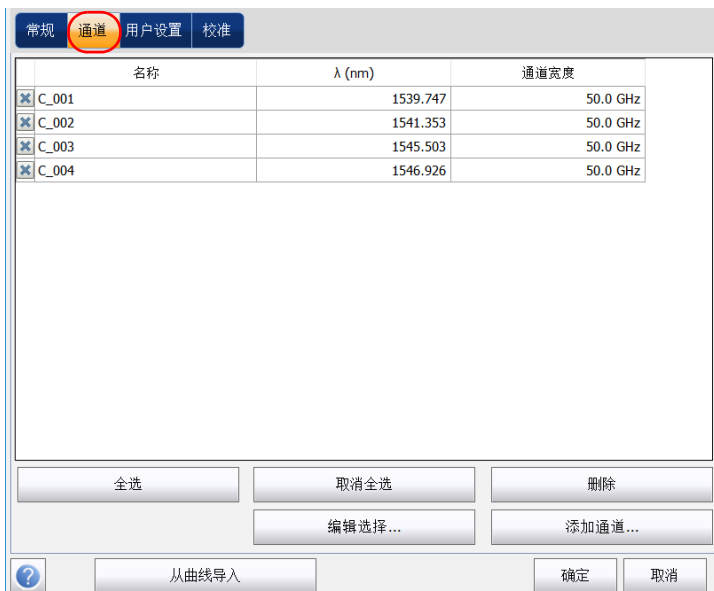 常规 通道 用户设置 校准
名称 λ (nm) 通道宽度
C_001 1539.747 50.0 GHz
C_002 1541.353 50.0 GHz
C_003 1545.503 50.0 GHz
C_004 1546.926 50.0 GHz
全选 取消全选 删除
编辑选择... 添加通道...
? 从曲线导入 确定 取消